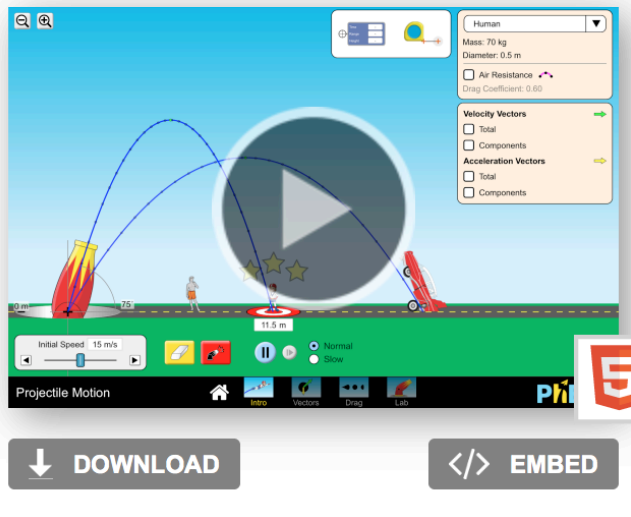 Human
Mass: 70 kg
Diameter: 0.5 m
Air Resistance
Drag Coefficient: 0.60
Velocity Vectors
Total
Components
Acceleration Vectors
Total
Components
0 m
75°
11.5 m
Initial Speed 15 m/s
Normal
Slow
Projectile Motion
Intro
Vectors
Drag
Lab
DOWNLOAD
</> EMBED